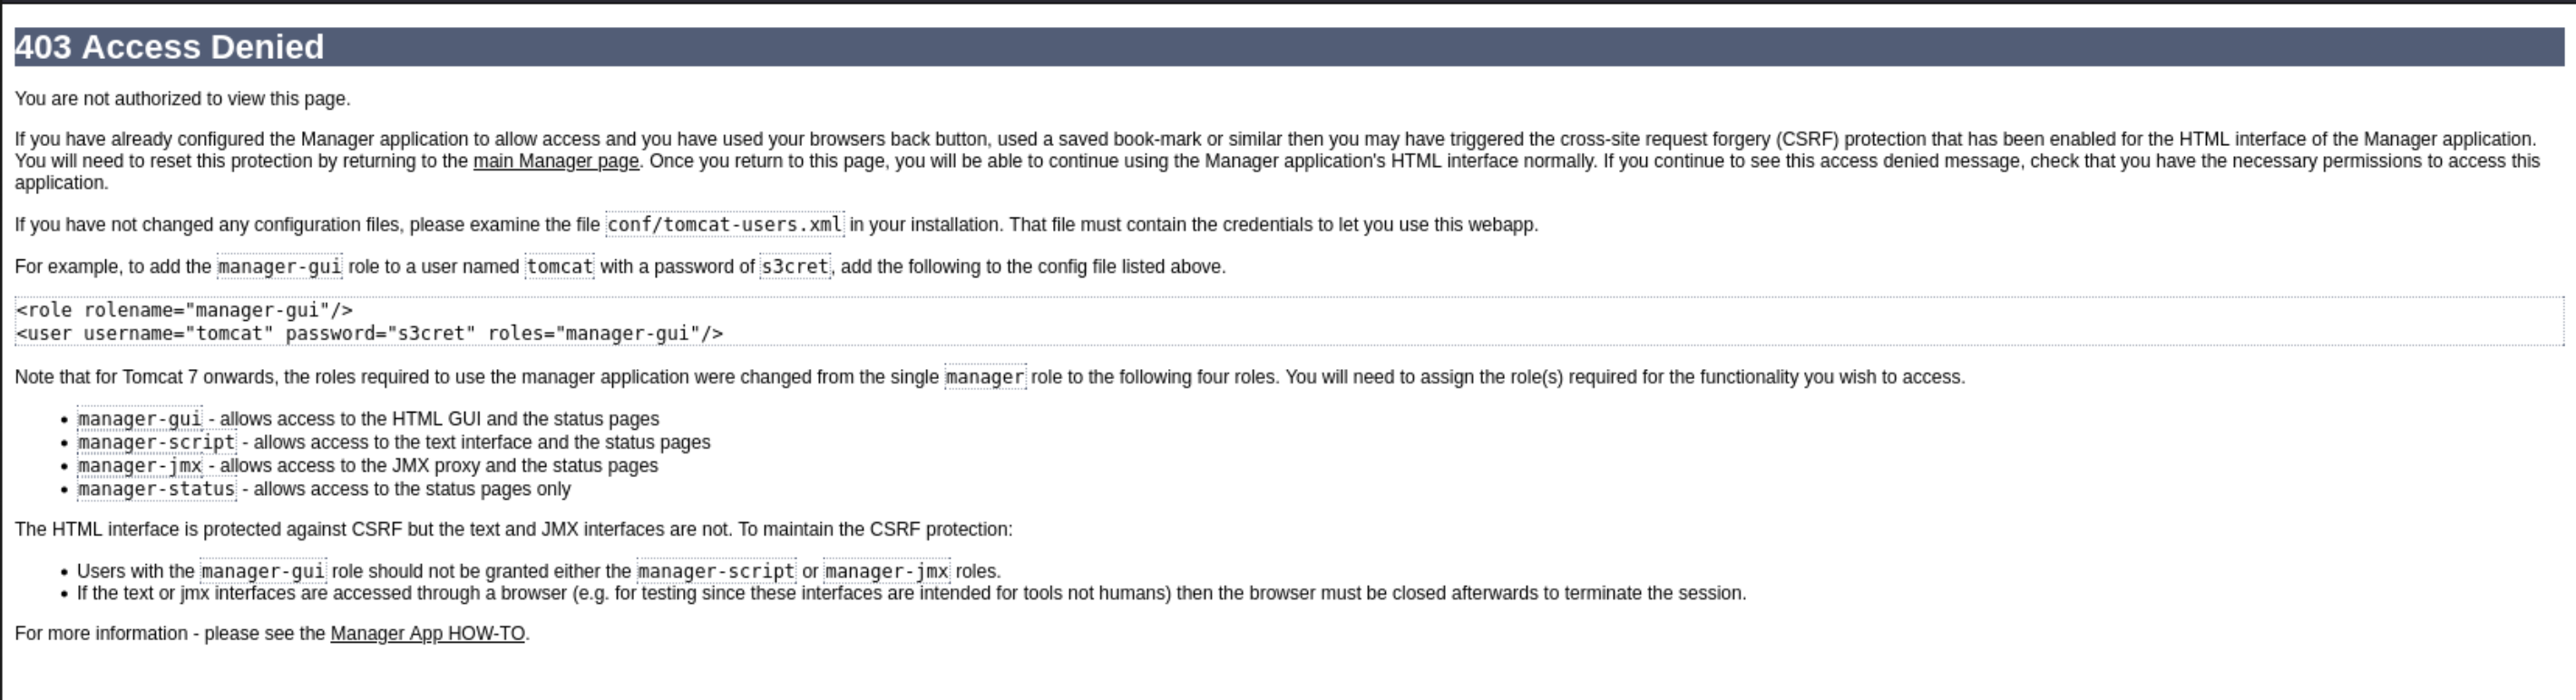 403 Access Denied
You are not authorized to view this page.
If you have already configured the Manager application to allow access and you have used your browsers back button, used a saved book-mark or similar then you may have triggered the cross-site request forgery (CSRF) protection that has been enabled for the HTML interface of the Manager application.
You will need to reset this protection by returning to the main Manager page. Once you return to this page, you will be able to continue using the Manager application's HTML interface normally. If you continue to see this access denied message, check that you have the necessary permissions to access this
application.
If you have not changed any configuration files, please examine the file conf/tomcat-users.xml in your installation. That file must contain the credentials to let you use this webapp.
For example, to add the manager-gui role to a user named tomcat with a password of s3cret, add the following to the config file listed above.
<role rolename="manager-gui"/>
<user username="tomcat" password="s3cret" roles="manager-gui"/>
Note that for Tomcat 7 onwards, the roles required to use the manager application were changed from the single manager role to the following four roles. You will need to assign the role(s) required for the functionality you wish to access.
• manager-gui - allows access to the HTML GUI and the status pages
• manager-script - allows access to the text interface and the status pages
• manager-jmx - allows access to the JMX proxy and the status pages
• manager-status - allows access to the status pages only
The HTML interface is protected against CSRF but the text and JMX interfaces are not. To maintain the CSRF protection:
• Users with the manager-gui role should not be granted either the manager-script or manager-jmx roles.
• If the text or jmx interfaces are accessed through a browser (e.g. for testing since these interfaces are intended for tools not humans) then the browser must be closed afterwards to terminate the session.
For more information - please see the Manager App HOW-TO.